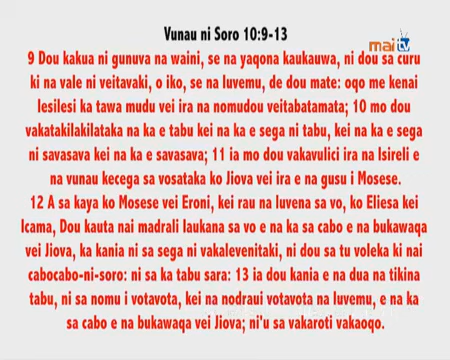 Vunau ni Soro 10:9-13
mai tv
9 Dou kakua ni gunuva na waini, se na yaqona kaukauwa, ni dou sa curu
ki na vale ni veitavaki, o iko, se na luvemu, de dou mate: oqo me kenai
lesilesi ka tawa mudu vei ira na nomudou veitabatamata; 10 mo dou
vakatakilakilataka na ka e tabu kei na ka e sega ni tabu, kei na ka e sega
ni savasava kei na ka e savasava; 11 ia mo dou vakavulici ira na Isireli e
na vunau kecega sa vosataka ko Jiova vei ira e na gusu i Mosese.
12 A sa kaya ko Mosese vei Eroni, kei rau na luvena sa vo, ko Eliesa kei
Icama, Dou kauta nai madrali laukana sa vo e na ka sa cabo e na bukawaqa
vei Jiova, ka kania ni sa sega ni vakalevenitaki, ni dou sa tu voleka ki nai
cabocabo-ni-soro: ni sa ka tabu sara: 13 ia dou kania e na dua na tikina
tabu, ni sa nomu i votavota, kei na nodraui votavota na luvemu, e na ka
sa cabo e na bukawaqa vei Jiova; ni'u sa vakaroti vakaoqo.